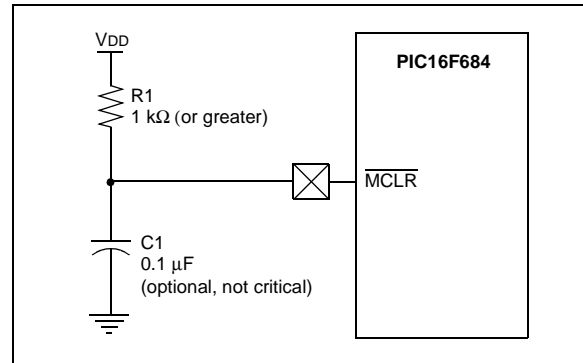 VDD
PIC16F684
R1
1 kΩ (or greater)
MCLR
C1
0.1 μF
(optional, not critical)